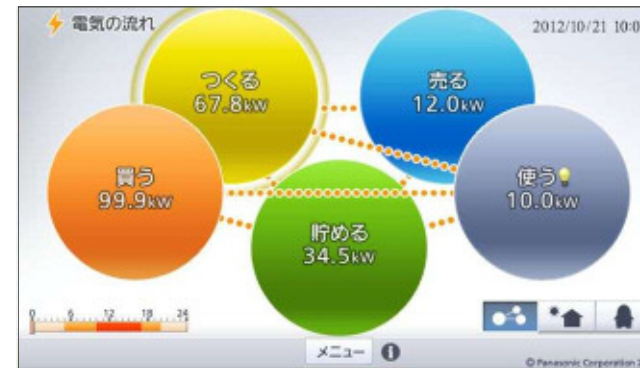 電気の流れ
2012/10/21 10:0
つくる
67.8kW
売る
12.0kW
買う
99.9kW
使う
10.0kW
貯める
34.5kW
0 6 12 18 24
メニュー
© Panasonic Corporation 2